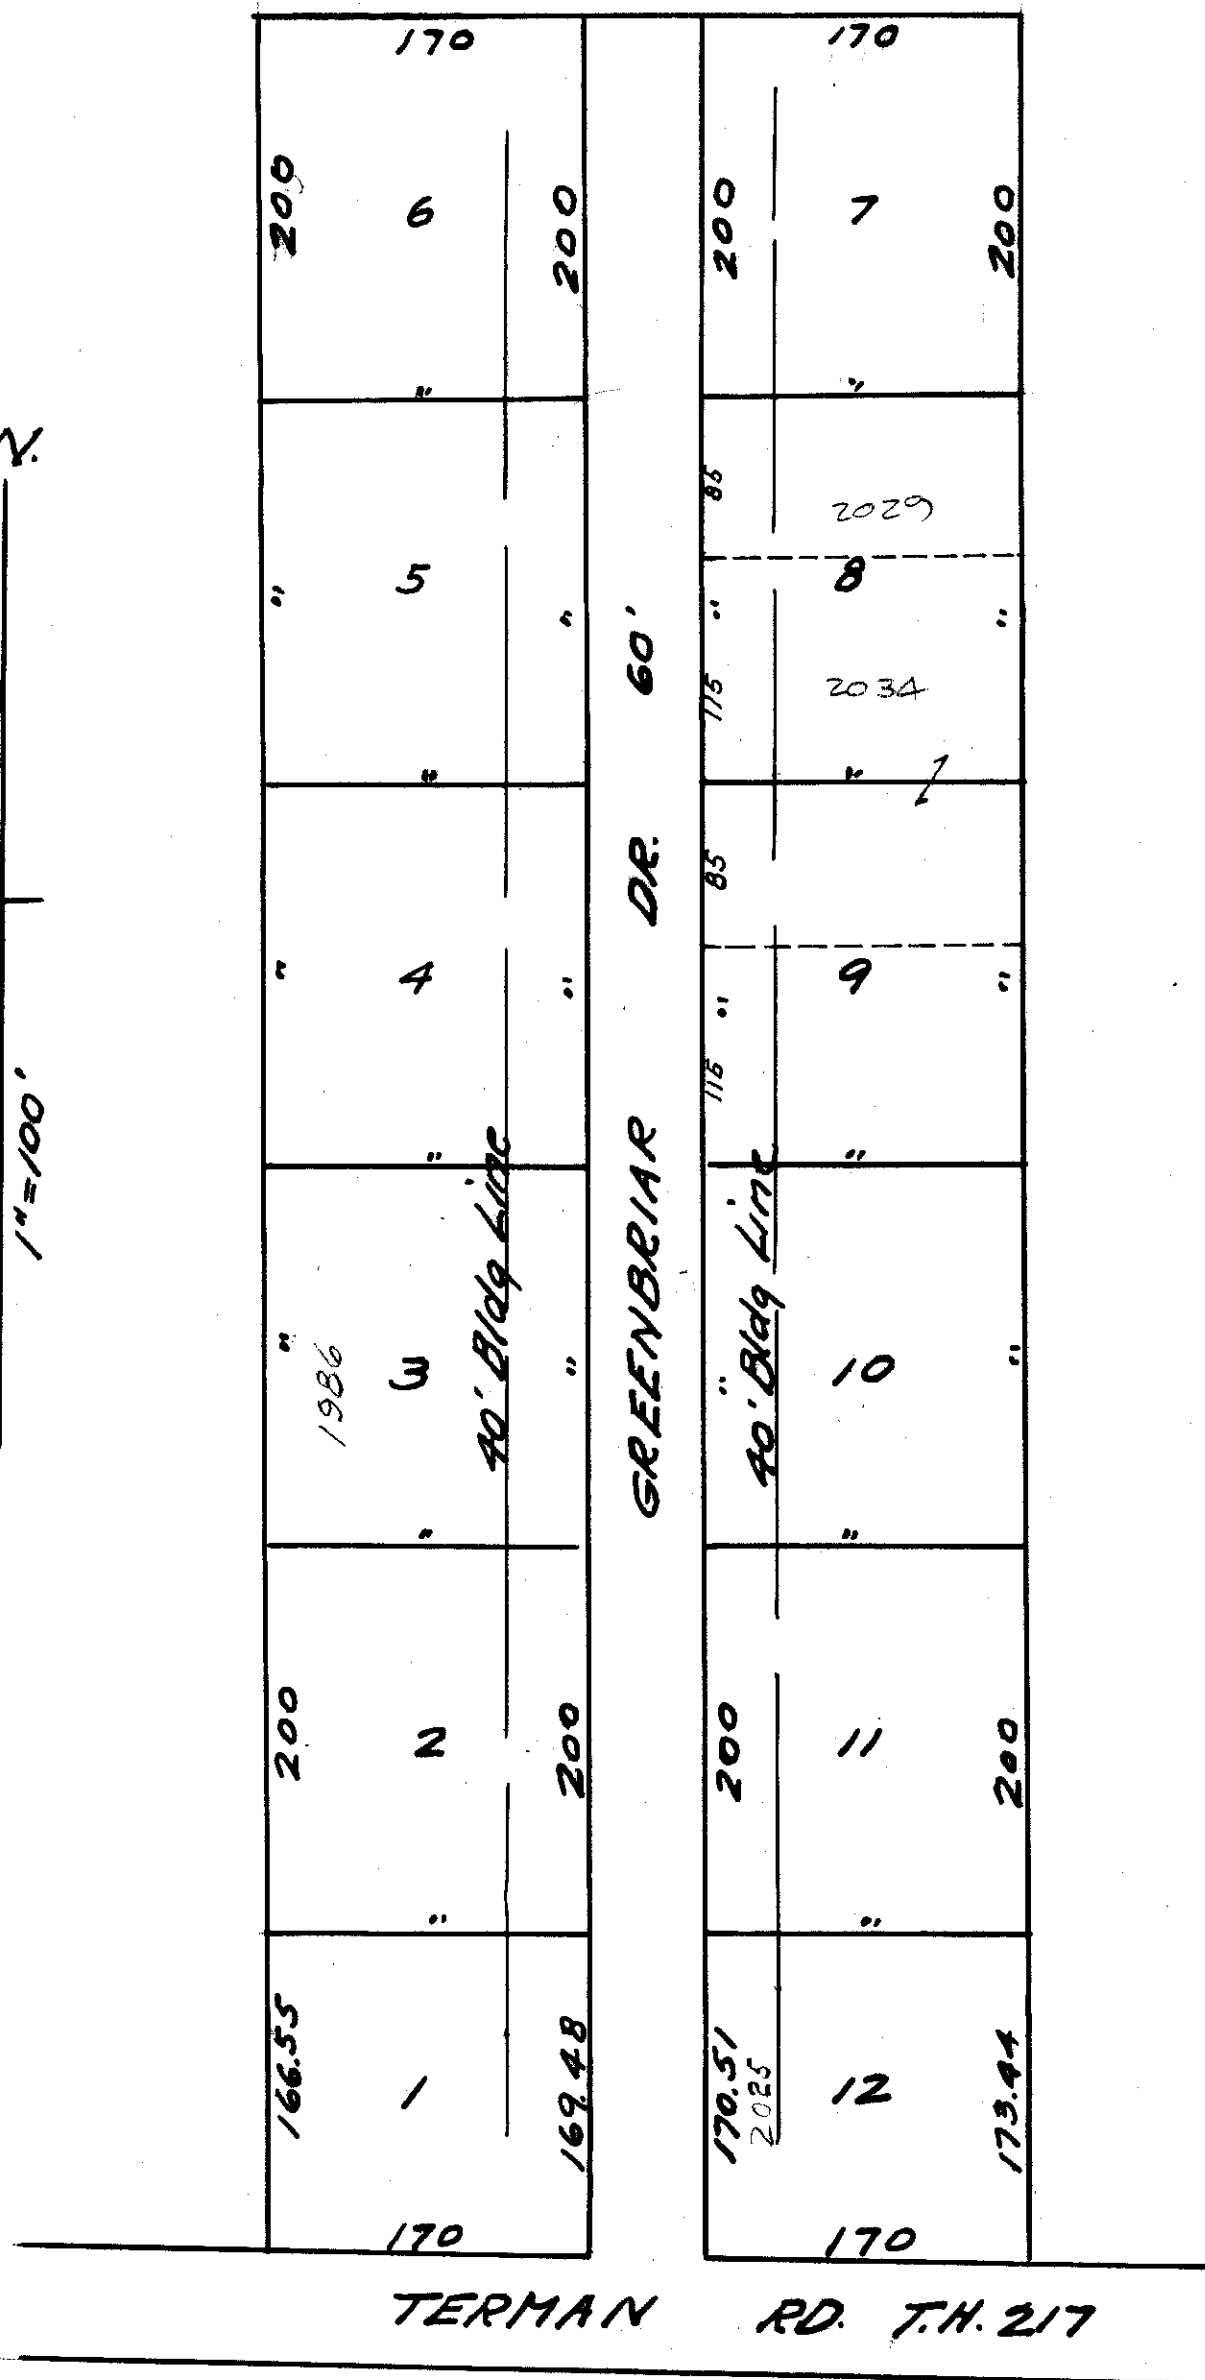 170 170
200 6 200 200 7 200
" "
N.
85 2029
" 5 " 60' " 8 "
115 2034
" "
85
DR.
" 4 " " 9 "
115
1"=100'
" "
40' Bldg Line GREENBRIAR 40' Bldg Line
" 1986 3 " " 10 "
" "
200 2 200 200 11 200
" "
166.55 1 169.48 170.51 2025 12 173.44
170 170
TERMAN RD. T.H. 217